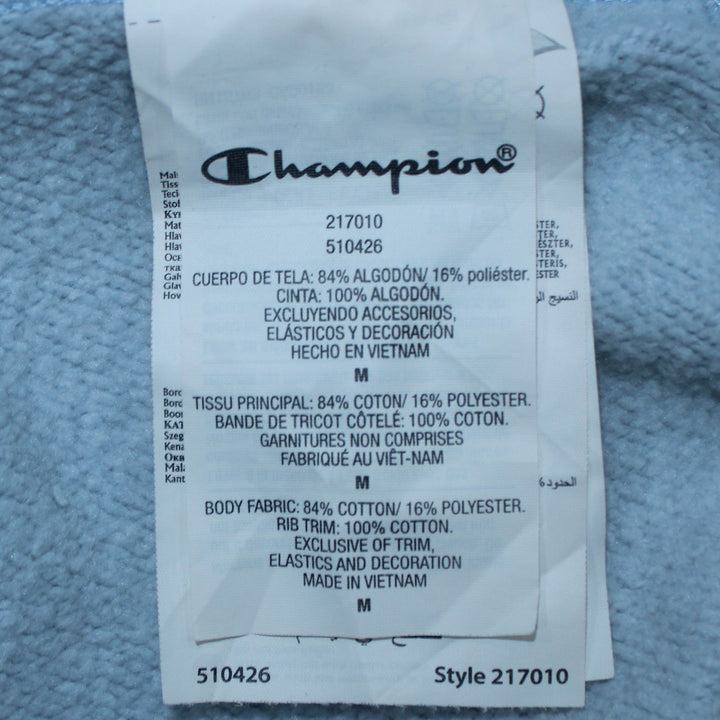 Champion®
217010
510426
CUERPO DE TELA: 84% ALGODÓN/ 16% poliéster.
CINTA: 100% ALGODÓN.
EXCLUYENDO ACCESORIOS,
ELÁSTICOS Y DECORACIÓN
HECHO EN VIETNAM
M
TISSU PRINCIPAL: 84% COTON/ 16% POLYESTER.
BANDE DE TRICOT CÔTELÉ: 100% COTON.
GARNITURES NON COMPRISES
FABRIQUÉ AU VIÊT-NAM
M
BODY FABRIC: 84% COTTON/ 16% POLYESTER.
RIB TRIM: 100% COTTON.
EXCLUSIVE OF TRIM,
ELASTICS AND DECORATION
MADE IN VIETNAM
M
510426 Style 217010